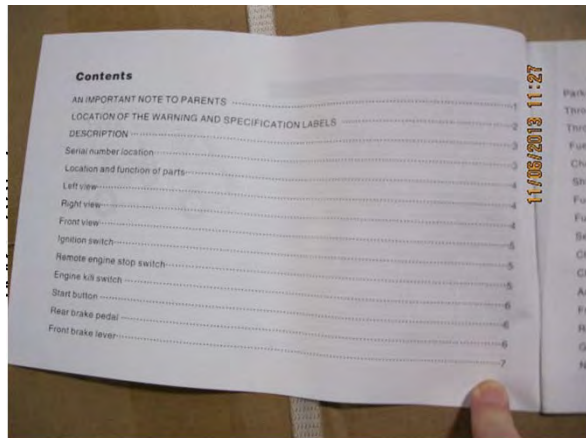 Contents
AN IMPORTANT NOTE TO PARENTS ········ 1
LOCATION OF THE WARNING AND SPECIFICATION LABELS ········ 2
DESCRIPTION ········ 3
Serial number location ········ 3
Location and function of parts ········ 4
Left view ········ 4
Right view ········ 4
Front view ········ 5
Ignition switch ········ 5
Remote engine stop switch ········ 5
Engine kill switch ········ 6
Start button ········ 6
Rear brake pedal ········ 6
Front brake lever ········ 7
11/06/2013 11:27